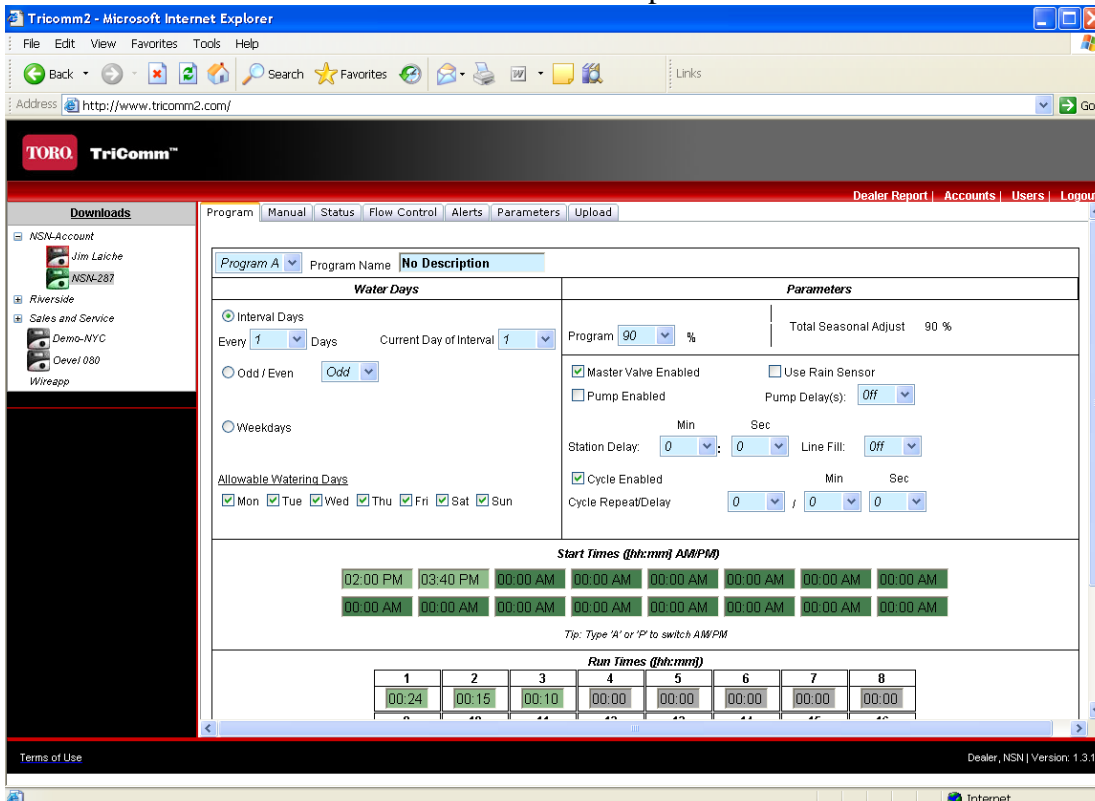 Tricomm2 - Microsoft Internet Explorer
File Edit View Favorites Tools Help
Back Search Favorites Links
Address http://www.tricomm2.com/ Go
TORO. TriComm™
Dealer Report | Accounts | Users | Logout
Downloads
NSN-Account
Jim Laiche
NSN-287
Riverside
Sales and Service
Demo-NYC
Oevel 080
Wireapp
Program Manual Status Flow Control Alerts Parameters Upload
Program A Program Name No Description
Water Days
Interval Days
Every 1 Days Current Day of Interval 1
Odd / Even Odd
Weekdays
Allowable Watering Days
Mon Tue Wed Thu Fri Sat Sun
Parameters
Program 90 % Total Seasonal Adjust 90 %
Master Valve Enabled Use Rain Sensor
Pump Enabled Pump Delay(s): Off
Min Sec
Station Delay: 0 : 0 Line Fill: Off
Cycle Enabled Min Sec
Cycle Repeat/Delay 0 / 0 0
Start Times ([hh:mm] AM/PM)
02:00 PM 03:40 PM 00:00 AM 00:00 AM 00:00 AM 00:00 AM 00:00 AM 00:00 AM
00:00 AM 00:00 AM 00:00 AM 00:00 AM 00:00 AM 00:00 AM 00:00 AM 00:00 AM
Tip: Type 'A' or 'P' to switch AM/PM
Run Times ([hh:mm])
1 2 3 4 5 6 7 8
00:24 00:15 00:10 00:00 00:00 00:00 00:00 00:00
Terms of Use
Dealer, NSN | Version: 1.3.1
Internet